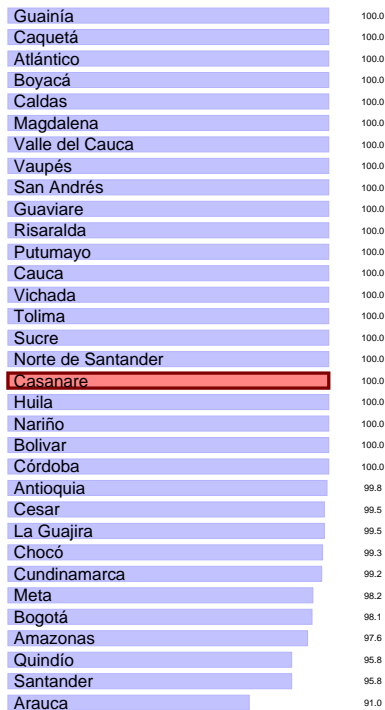 Guainía 100.0
Caquetá 100.0
Atlántico 100.0
Boyacá 100.0
Caldas 100.0
Magdalena 100.0
Valle del Cauca 100.0
Vaupés 100.0
San Andrés 100.0
Guaviare 100.0
Risaralda 100.0
Putumayo 100.0
Cauca 100.0
Vichada 100.0
Tolima 100.0
Sucre 100.0
Norte de Santander 100.0
Casanare 100.0
Huila 100.0
Nariño 100.0
Bolivar 100.0
Córdoba 100.0
Antioquia 99.8
Cesar 99.5
La Guajira 99.5
Chocó 99.3
Cundinamarca 99.2
Meta 98.2
Bogotá 98.1
Amazonas 97.6
Quindío 95.8
Santander 95.8
Arauca 91.0